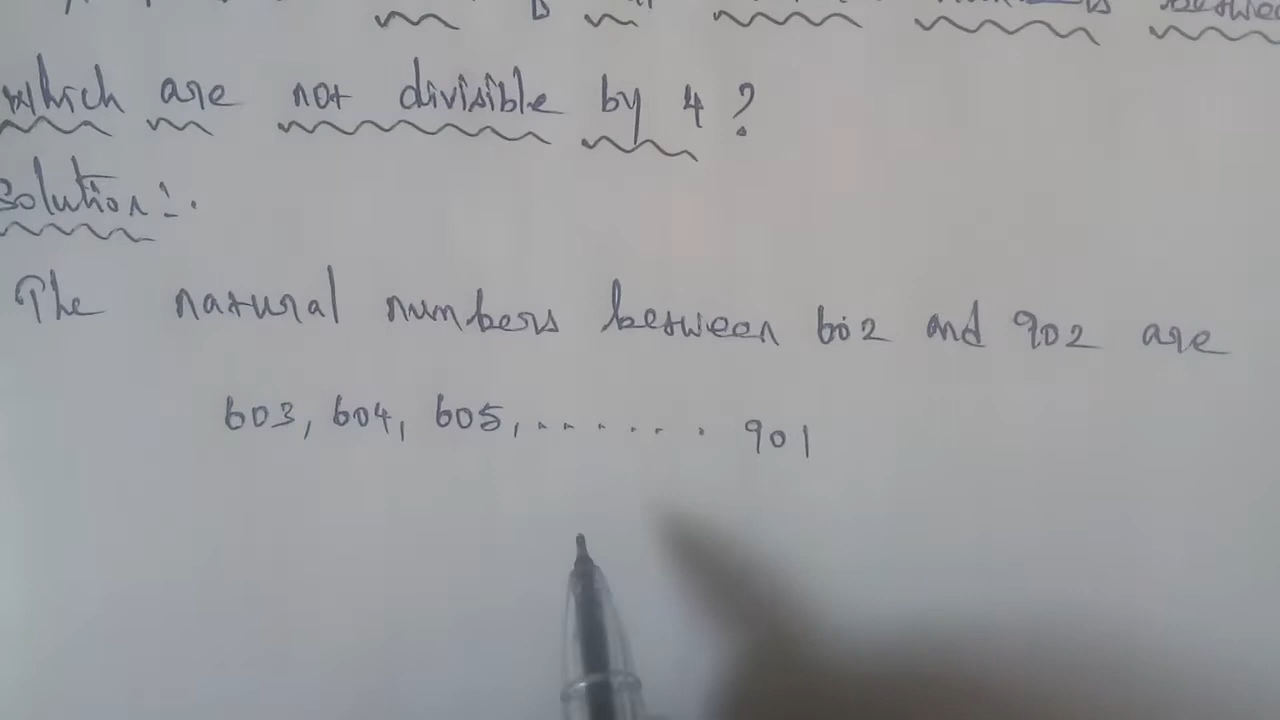 which are not divisible by 4?
Solution:-
The natural numbers between 602 and 902 are
603, 604, 605, ....... 901